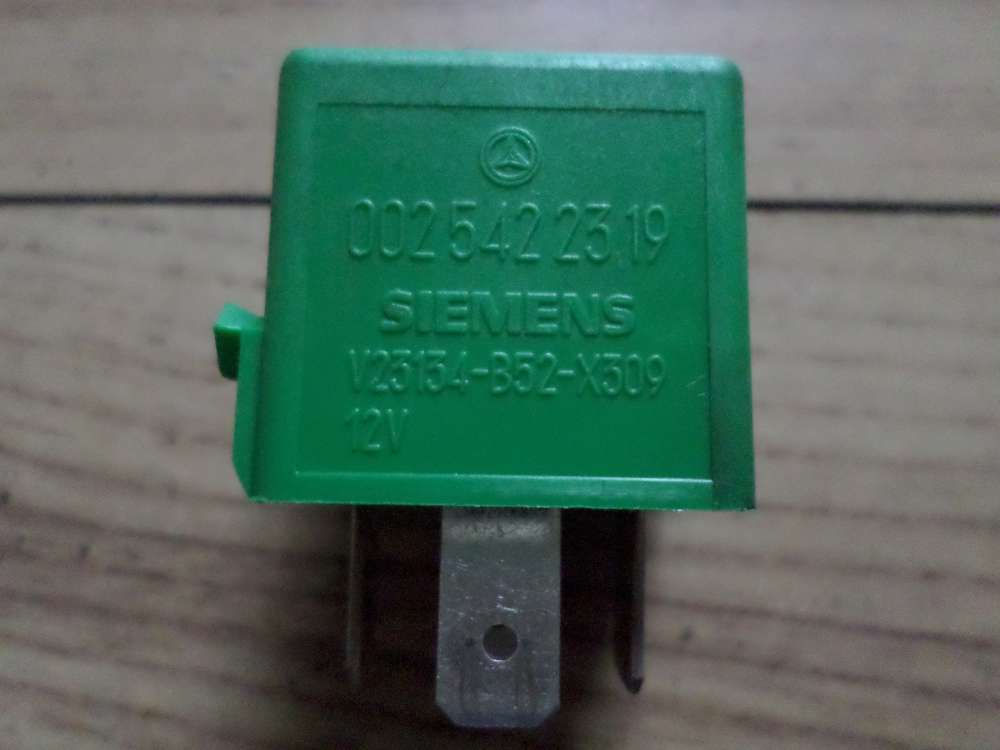 002 542 23 19
SIEMENS
V23134-B52-X309
12V